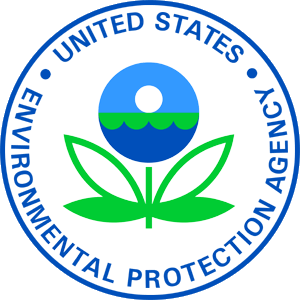 UNITED STATES
ENVIRONMENTAL PROTECTION AGENCY